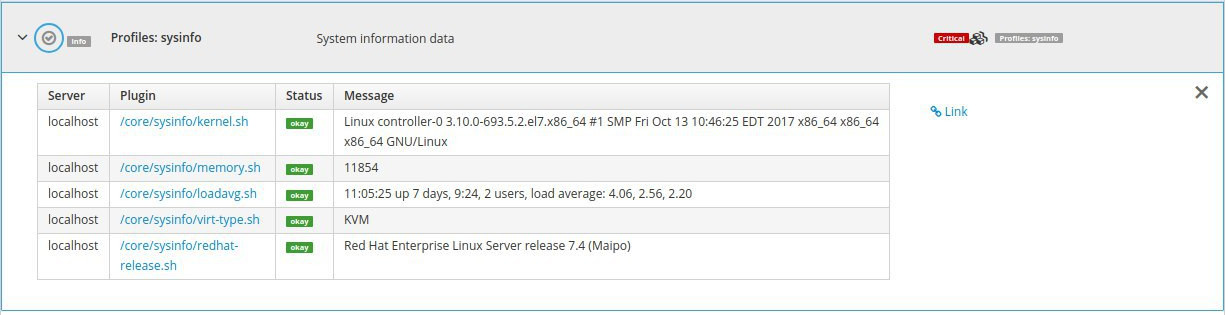 info Profiles: sysinfo System information data Critical Profiles: sysinfo
Server Plugin Status Message
localhost /core/sysinfo/kernel.sh okay Linux controller-0 3.10.0-693.5.2.el7.x86_64 #1 SMP Fri Oct 13 10:46:25 EDT 2017 x86_64 x86_64
x86_64 GNU/Linux
Link
localhost /core/sysinfo/memory.sh okay 11854
localhost /core/sysinfo/loadavg.sh okay 11:05:25 up 7 days, 9:24, 2 users, load average: 4.06, 2.56, 2.20
localhost /core/sysinfo/virt-type.sh okay KVM
localhost /core/sysinfo/redhat- okay Red Hat Enterprise Linux Server release 7.4 (Maipo)
release.sh